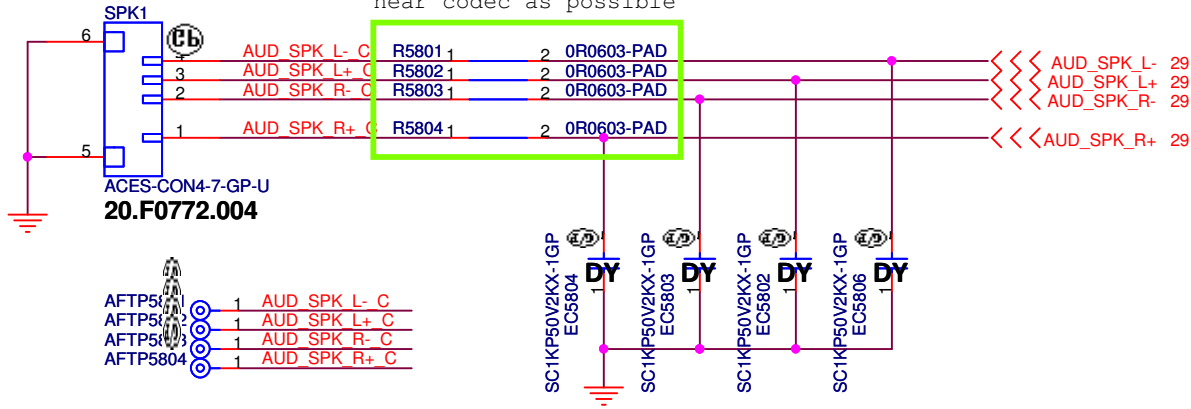 near codec as possible
SPK1
6
AUD_SPK_L-_C R5801 1 2 0R0603-PAD AUD_SPK_L- 29
3 AUD_SPK_L+_C R5802 1 2 0R0603-PAD AUD_SPK_L+ 29
2 AUD_SPK_R-_C R5803 1 2 0R0603-PAD AUD_SPK_R- 29
1 AUD_SPK_R+_C R5804 1 2 0R0603-PAD AUD_SPK_R+ 29
5
ACES-CON4-7-GP-U
20.F0772.004
SC1KP50V2KX-1GP
EC5804
DY
1
SC1KP50V2KX-1GP
EC5803
DY
1
SC1KP50V2KX-1GP
EC5802
DY
1
SC1KP50V2KX-1GP
EC5806
DY
1
1 AUD_SPK_L-_C
1 AUD_SPK_L+_C
1 AUD_SPK_R-_C
AFTP5804 1 AUD_SPK_R+_C